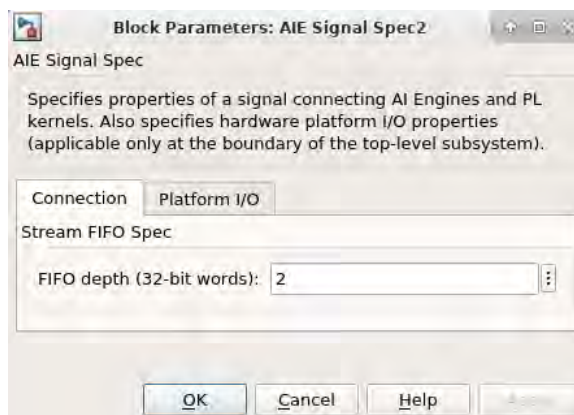 Block Parameters: AIE Signal Spec2
AIE Signal Spec
Specifies properties of a signal connecting AI Engines and PL
kernels. Also specifies hardware platform I/O properties
(applicable only at the boundary of the top-level subsystem).
Connection Platform I/O
Stream FIFO Spec
FIFO depth (32-bit words): 2
OK Cancel Help